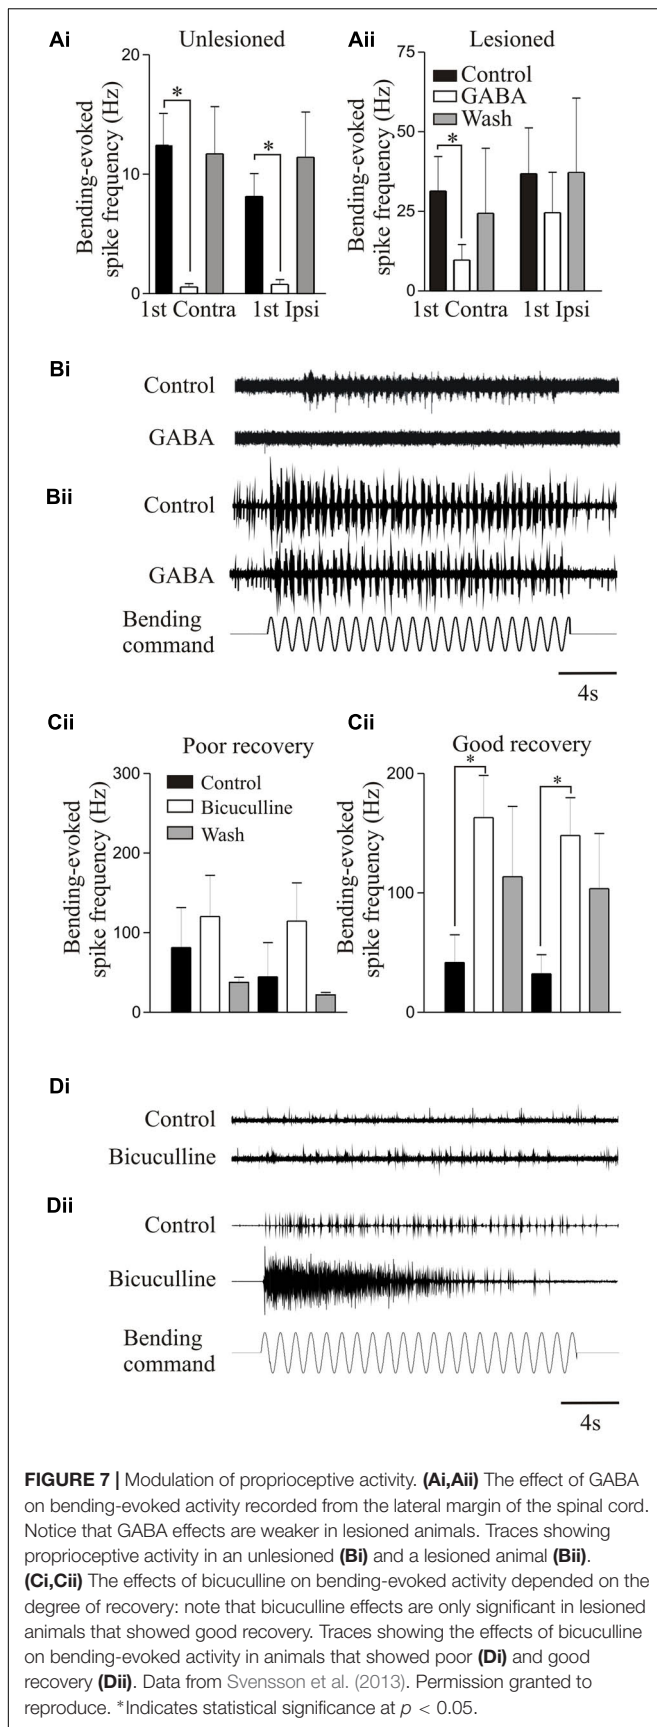 Ai Unlesioned
Aii Lesioned
Bending-evoked
spike frequency (Hz)
20
10
0
*
*
1st Contra 1st Ipsi
Bending-evoked
spike frequency (Hz)
75
50
25
0
Control
GABA
Wash
*
1st Contra 1st Ipsi
Bi
Control
GABA
Bii
Control
GABA
Bending
command
4s
Cii
Poor recovery
Bending-evoked
spike frequency (Hz)
300
200
100
0
Control
Bicuculline
Wash
Cii
Good recovery
Bending-evoked
spike frequency (Hz)
200
100
0
*
*
Di
Control
Bicuculline
Dii
Control
Bicuculline
Bending
command
4s
FIGURE 7 | Modulation of proprioceptive activity. (Ai,Aii) The effect of GABA
on bending-evoked activity recorded from the lateral margin of the spinal cord.
Notice that GABA effects are weaker in lesioned animals. Traces showing
proprioceptive activity in an unlesioned (Bi) and a lesioned animal (Bii).
(Ci,Cii) The effects of bicuculline on bending-evoked activity depended on the
degree of recovery: note that bicuculline effects are only significant in lesioned
animals that showed good recovery. Traces showing the effects of bicuculline
on bending-evoked activity in animals that showed poor (Di) and good
recovery (Dii). Data from Svensson et al. (2013). Permission granted to
reproduce. *Indicates statistical significance at p < 0.05.